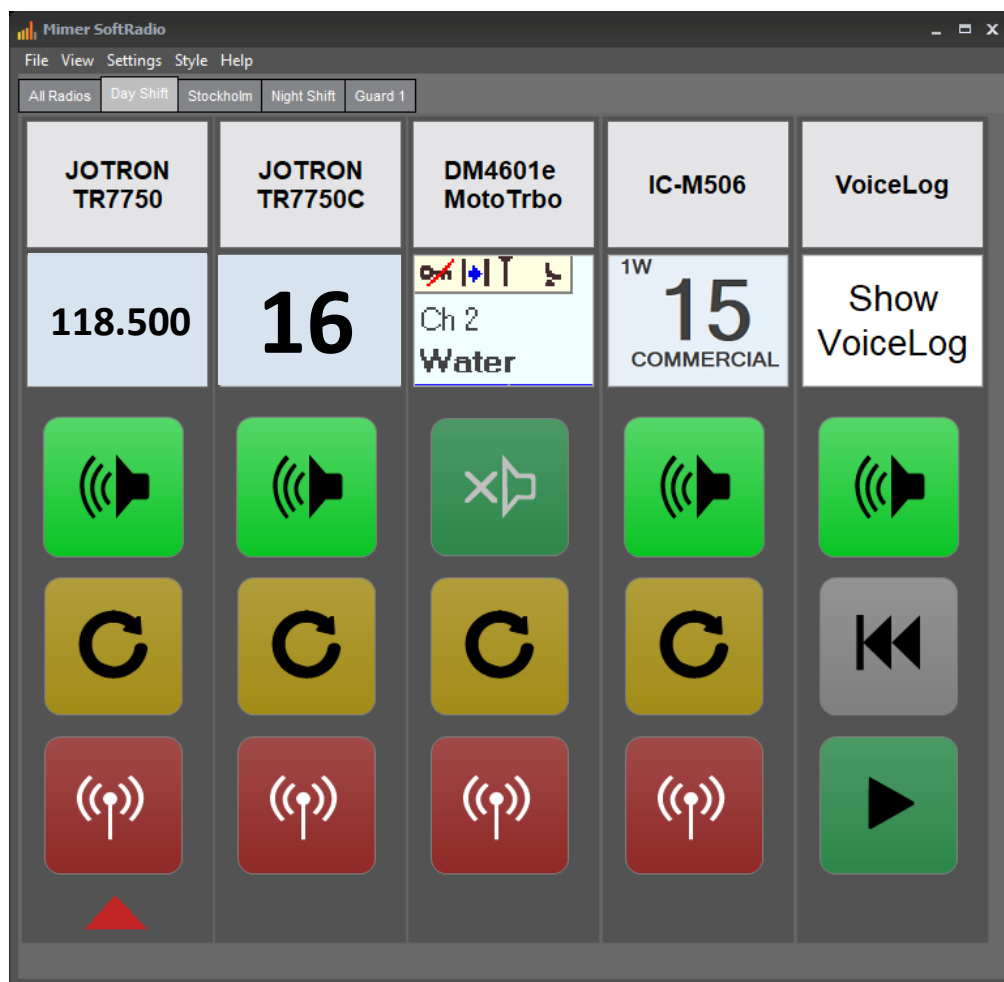 Mimer SoftRadio
File View Settings Style Help
All Radios Day Shift Stockholm Night Shift Guard 1
JOTRON
TR7750
JOTRON
TR7750C
DM4601e
MotoTrbo
IC-M506
VoiceLog
118.500
16
Ch 2
Water
1W
15
COMMERCIAL
Show
VoiceLog